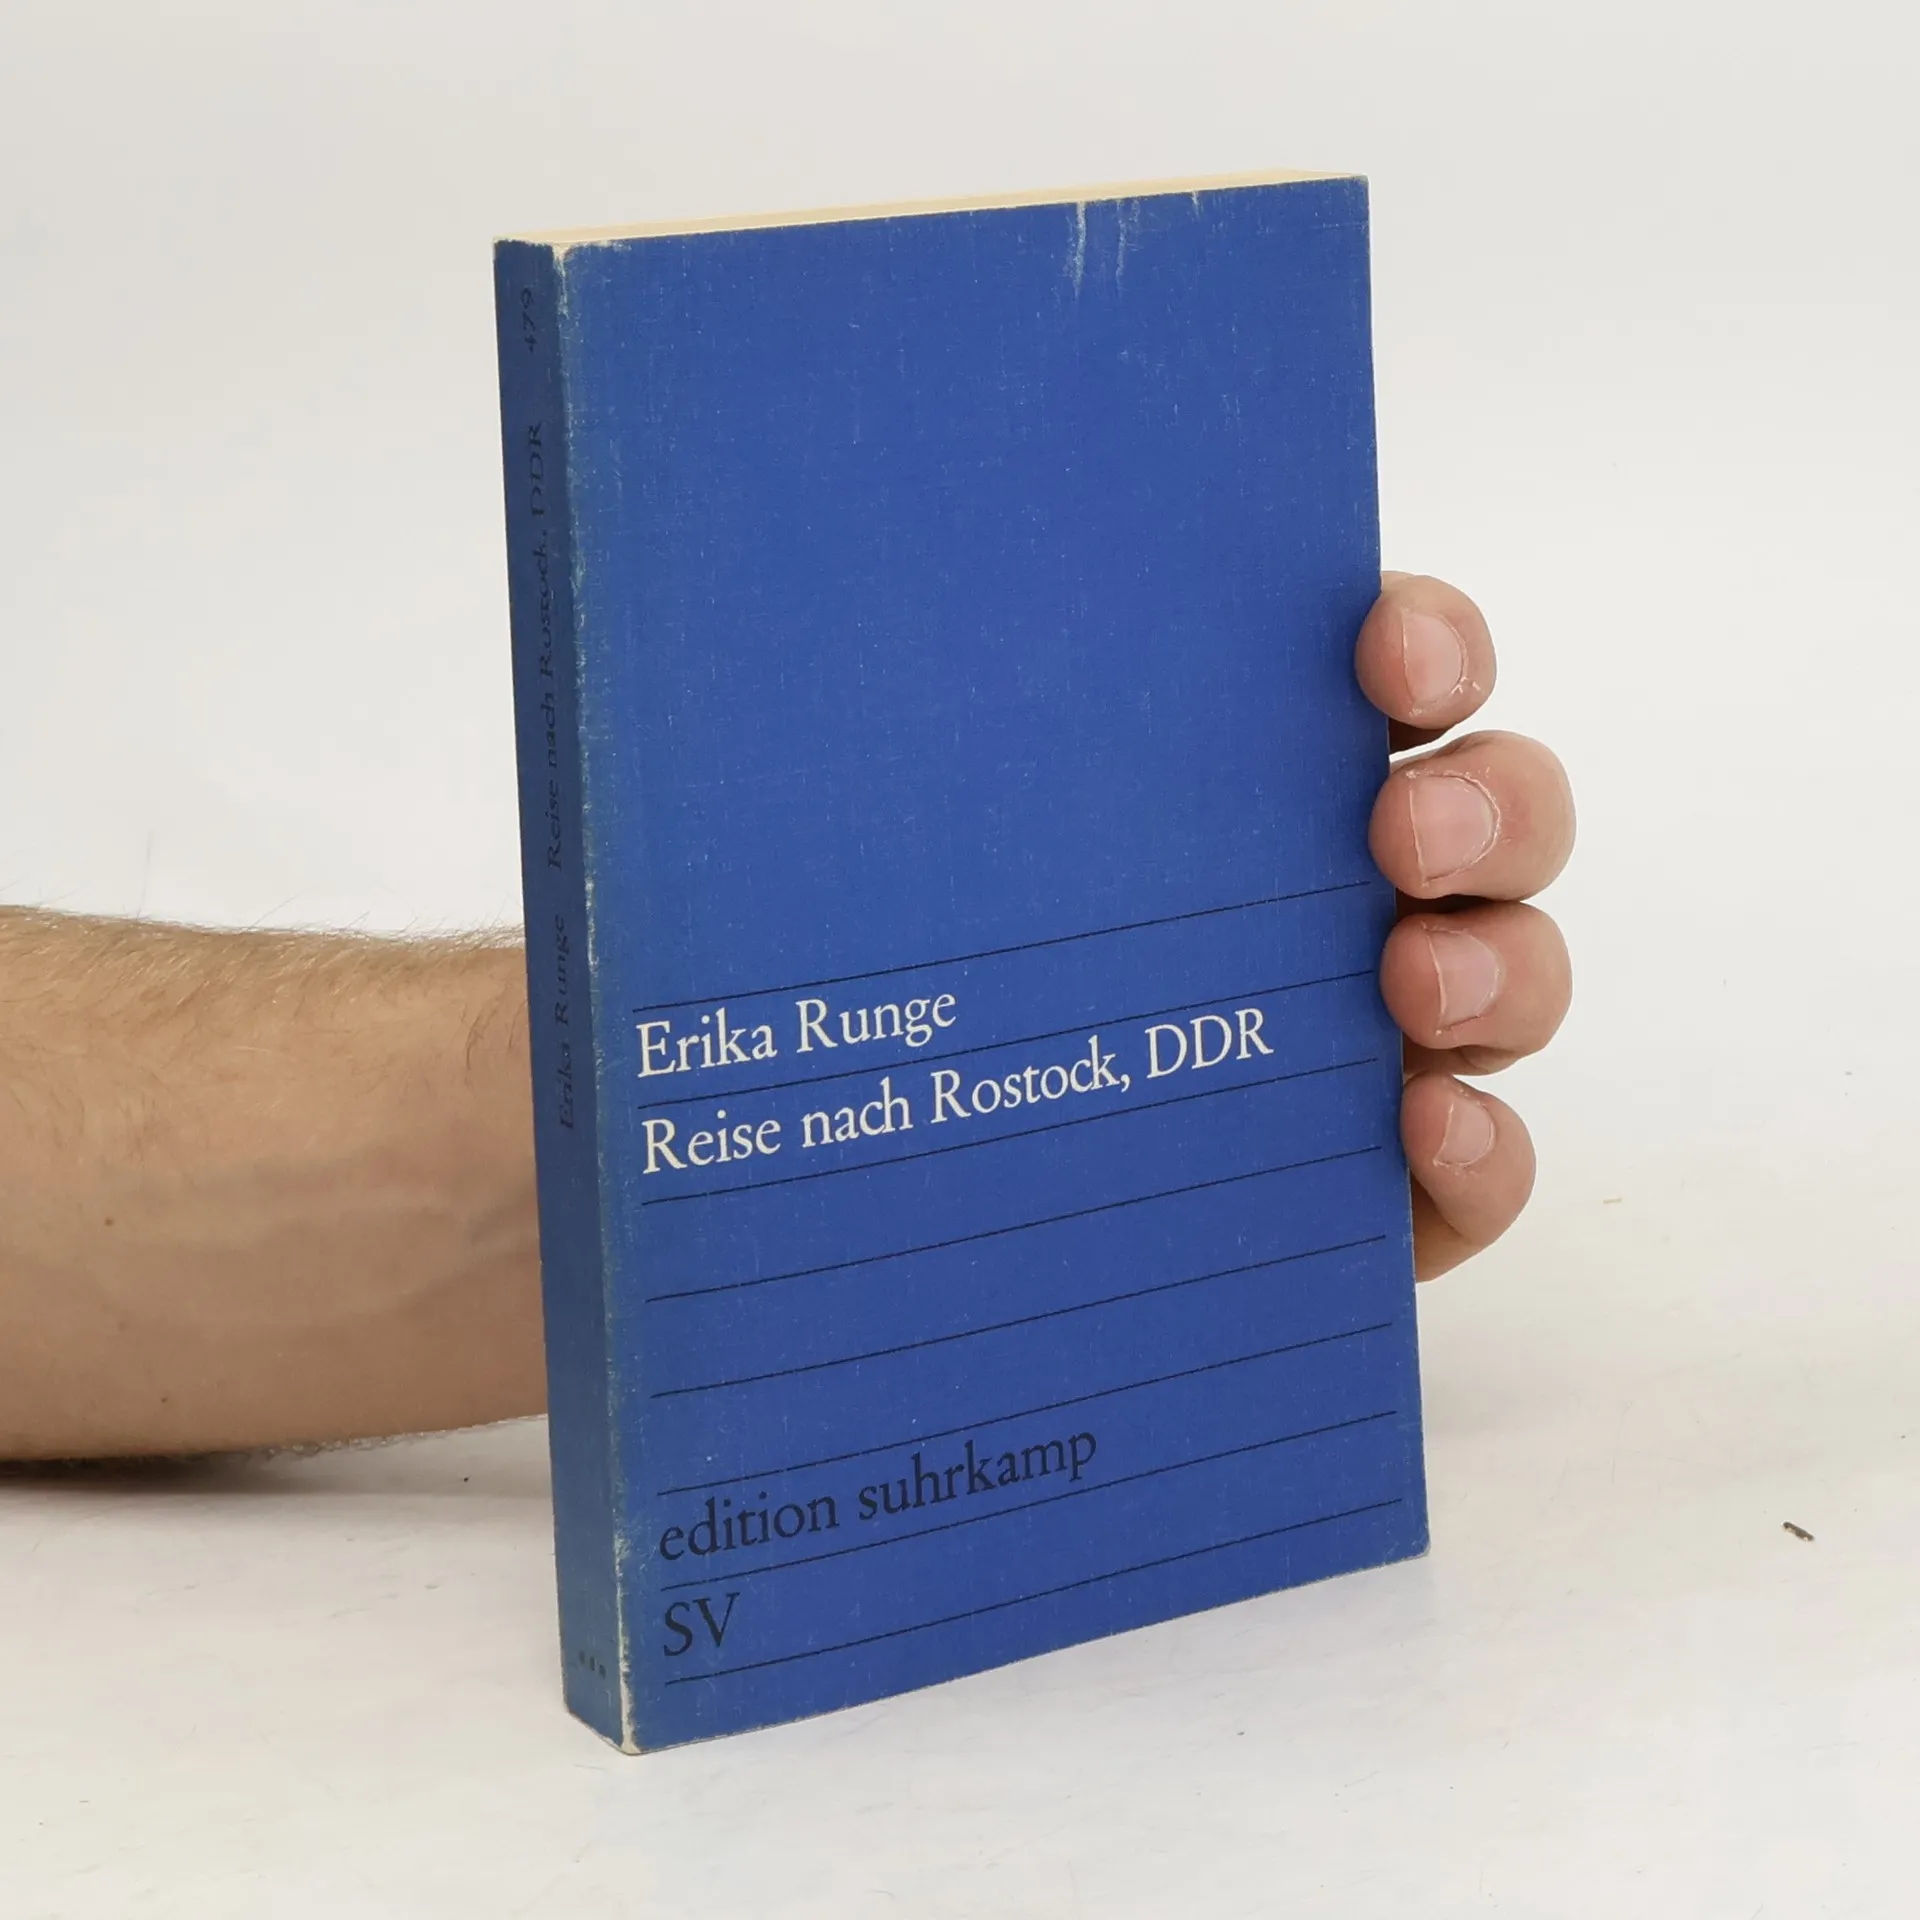 Erika Runge Reise nach Rostock, DDR 479
Erika Runge
Reise nach Rostock, DDR
edition suhrkamp
SV